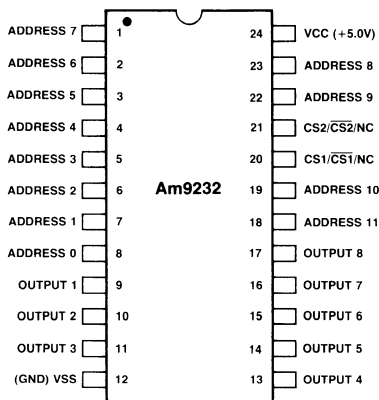 ADDRESS 7 1 24 VCC (+5.0V)
ADDRESS 6 2 23 ADDRESS 8
ADDRESS 5 3 22 ADDRESS 9
ADDRESS 4 4 21 CS2/C̅S̅2̅/NC
ADDRESS 3 5 20 CS1/C̅S̅1̅/NC
ADDRESS 2 6 Am9232 19 ADDRESS 10
ADDRESS 1 7 18 ADDRESS 11
ADDRESS 0 8 17 OUTPUT 8
OUTPUT 1 9 16 OUTPUT 7
OUTPUT 2 10 15 OUTPUT 6
OUTPUT 3 11 14 OUTPUT 5
(GND) VSS 12 13 OUTPUT 4